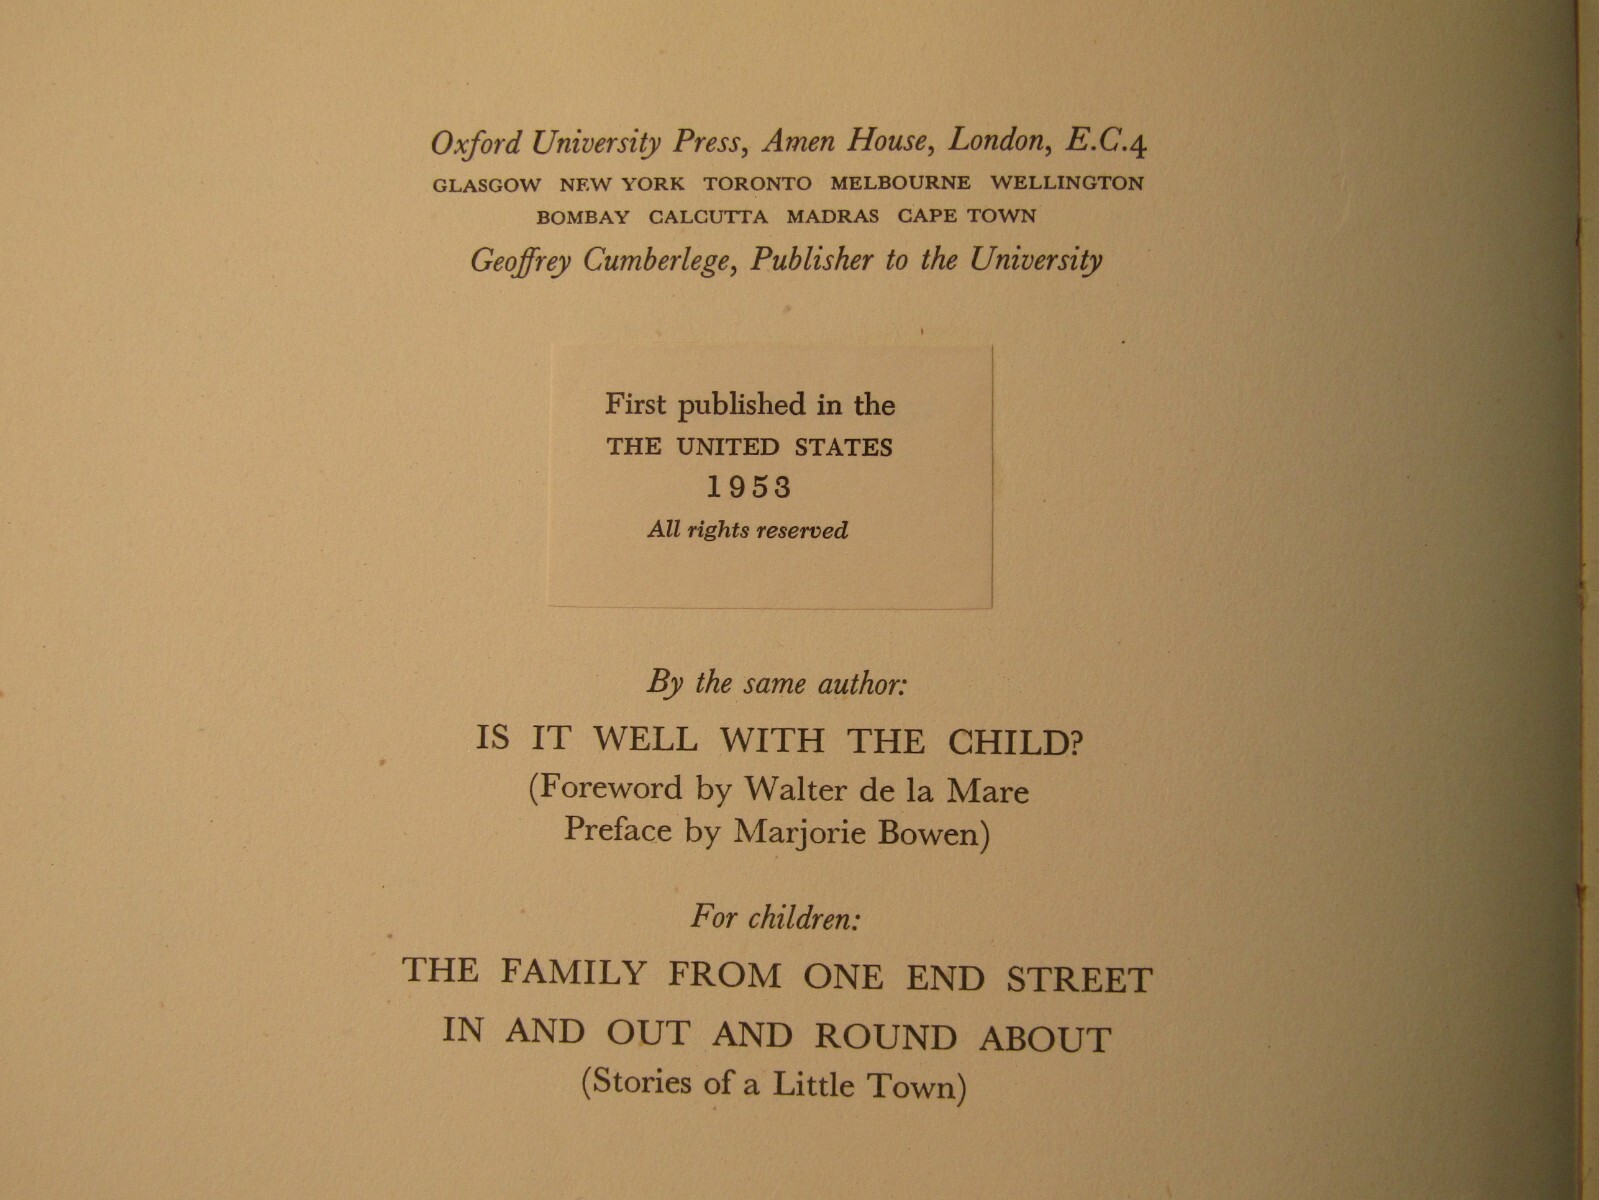 Oxford University Press, Amen House, London, E.C.4
GLASGOW NEW YORK TORONTO MELBOURNE WELLINGTON
BOMBAY CALCUTTA MADRAS CAPE TOWN
Geoffrey Cumberlege, Publisher to the University
First published in the
THE UNITED STATES
1953
All rights reserved
By the same author:
IS IT WELL WITH THE CHILD?
(Foreword by Walter de la Mare
Preface by Marjorie Bowen)
For children:
THE FAMILY FROM ONE END STREET
IN AND OUT AND ROUND ABOUT
(Stories of a Little Town)